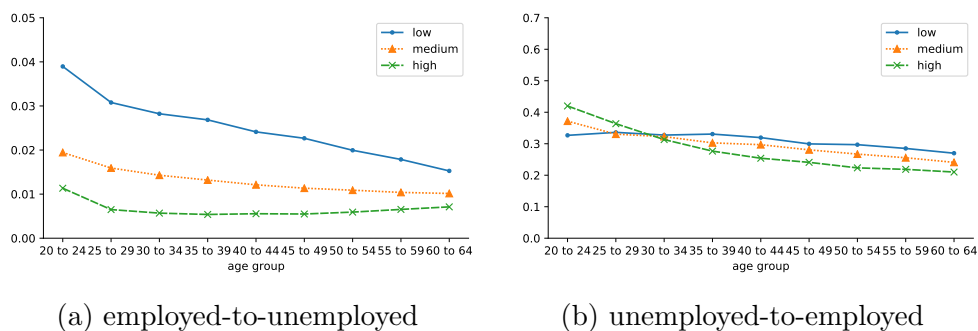 0.05
0.04
0.03
0.02
0.01
0.00
low
medium
high
20 to 24 25 to 29 30 to 34 35 to 39 40 to 44 45 to 49 50 to 54 55 to 59 60 to 64
age group
(a) employed-to-unemployed
0.7
0.6
0.5
0.4
0.3
0.2
0.1
0.0
low
medium
high
20 to 24 25 to 29 30 to 34 35 to 39 40 to 44 45 to 49 50 to 54 55 to 59 60 to 64
age group
(b) unemployed-to-employed